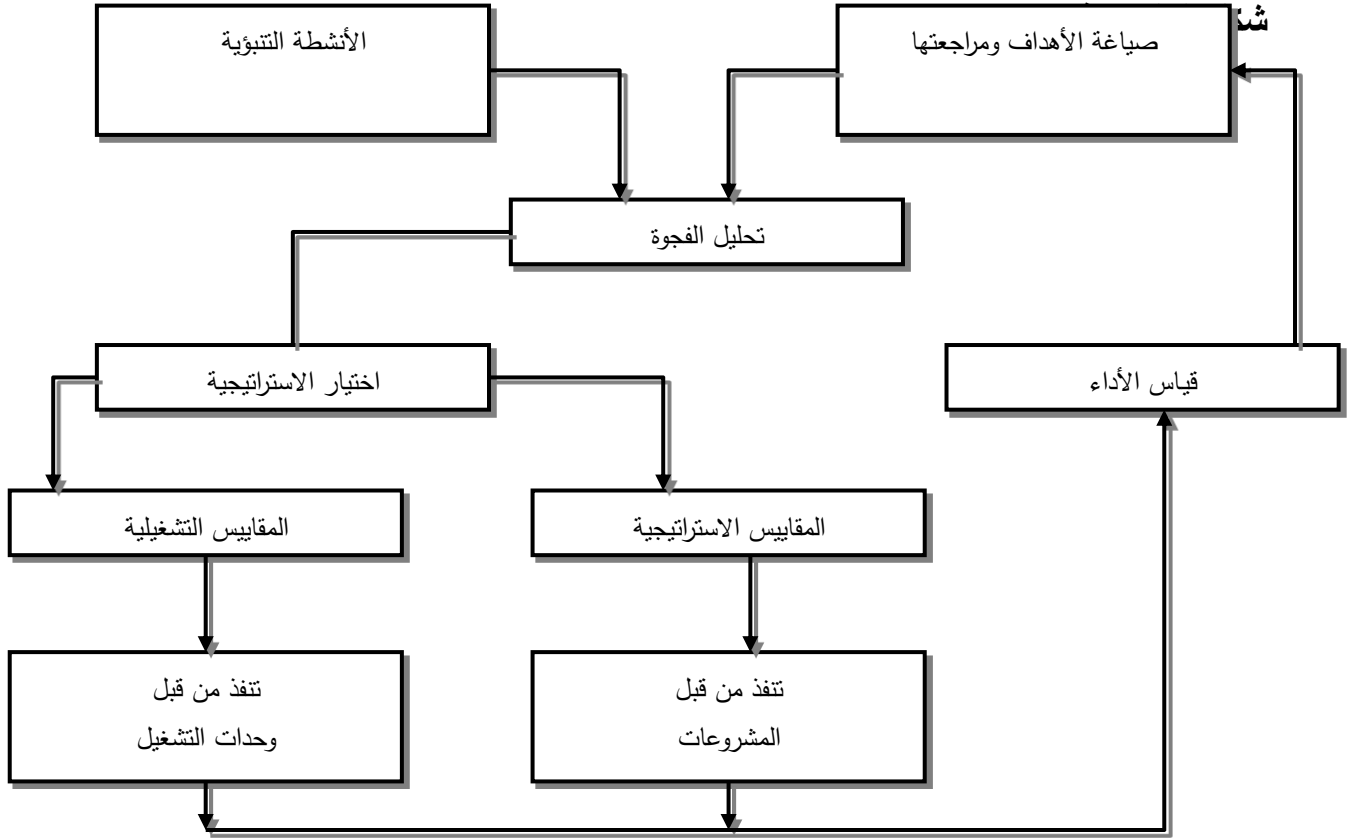 صياغة الأهداف ومراجعتها
الأنشطة التنبؤية
تحليل الفجوة
قياس الأداء
اختيار الاستراتيجية
المقاييس الاستراتيجية
المقاييس التشغيلية
تنفذ من قبل
المشروعات
تنفذ من قبل
وحدات التشغيل